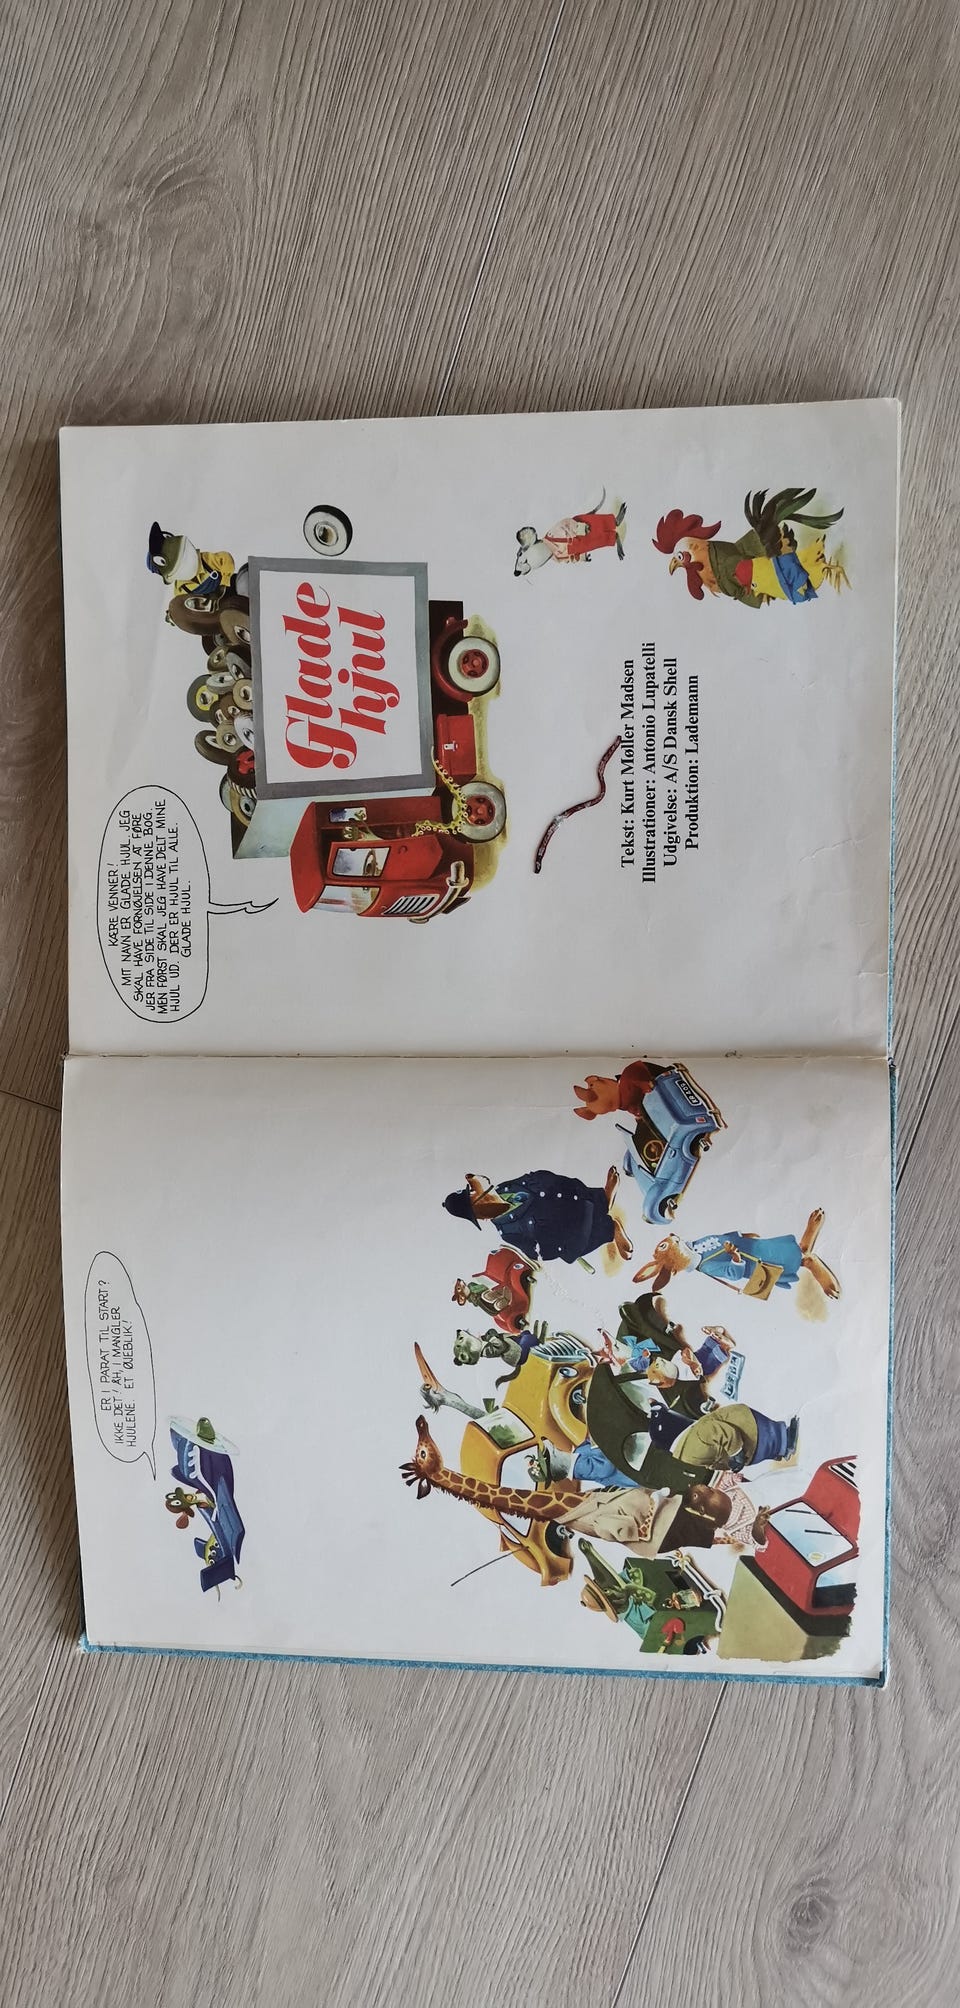 ER I PARAT TIL START?
IKKE DET! ÅH, I MANGLER
HJULENE. ET ØJEBLIK!
KÆRE VENNER!
MIT NAVN ER GLADE HJUL. JEG
SKAL HAVE FORNØJELSEN AT FØRE
JER FRA SIDE TIL SIDE I DENNE BOG.
MEN FØRST SKAL JEG HAVE DELT MINE
HJUL UD. DER ER HJUL TIL ALLE.
GLADE HJUL.
Glade
hjul
Tekst: Kurt Møller Madsen
Illustrationer: Antonio Lupatelli
Udgivelse: A/S Dansk Shell
Produktion: Lademann